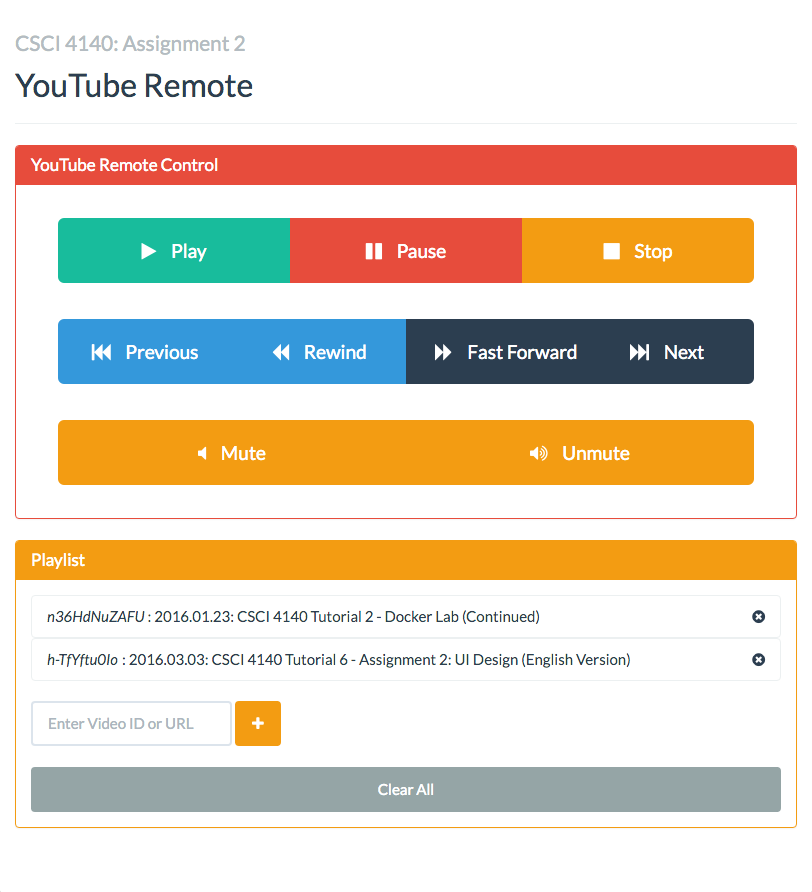 CSCI 4140: Assignment 2
YouTube Remote
YouTube Remote Control
Play Pause Stop
Previous Rewind Fast Forward Next
Mute Unmute
Playlist
n36HdNuZAFU : 2016.01.23: CSCI 4140 Tutorial 2 - Docker Lab (Continued)
h-TfYftu0Io : 2016.03.03: CSCI 4140 Tutorial 6 - Assignment 2: UI Design (English Version)
Enter Video ID or URL
Clear All